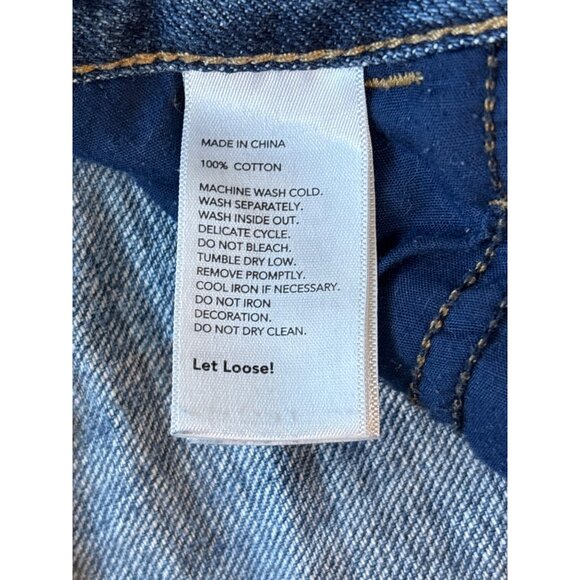 MADE IN CHINA
100% COTTON
MACHINE WASH COLD.
WASH SEPARATELY.
WASH INSIDE OUT.
DELICATE CYCLE.
DO NOT BLEACH.
TUMBLE DRY LOW.
REMOVE PROMPTLY.
COOL IRON IF NECESSARY.
DO NOT IRON
DECORATION.
DO NOT DRY CLEAN.
Let Loose!